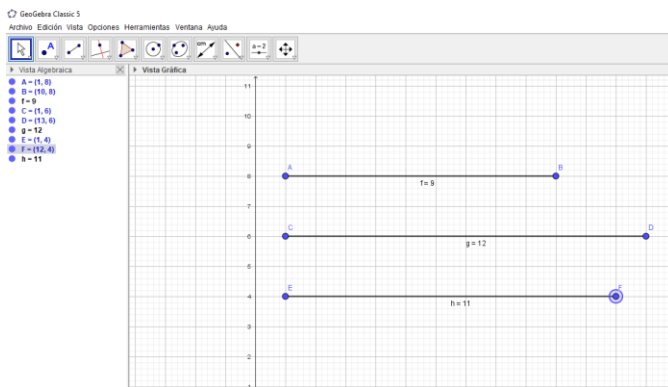 GeoGebra Classic 5
Archivo Edición Vista Opciones Herramientas Ventana Ayuda
A
a=2
Vista Algebraica
Vista Gráfica
A = (1, 8)
B = (10, 8)
f = 9
C = (1, 6)
D = (13, 6)
g = 12
E = (1, 4)
F = (12, 4)
h = 11
11
10
9
8
7
6
5
4
3
2
1
A
B
f = 9
C
D
g = 12
E
F
h = 11